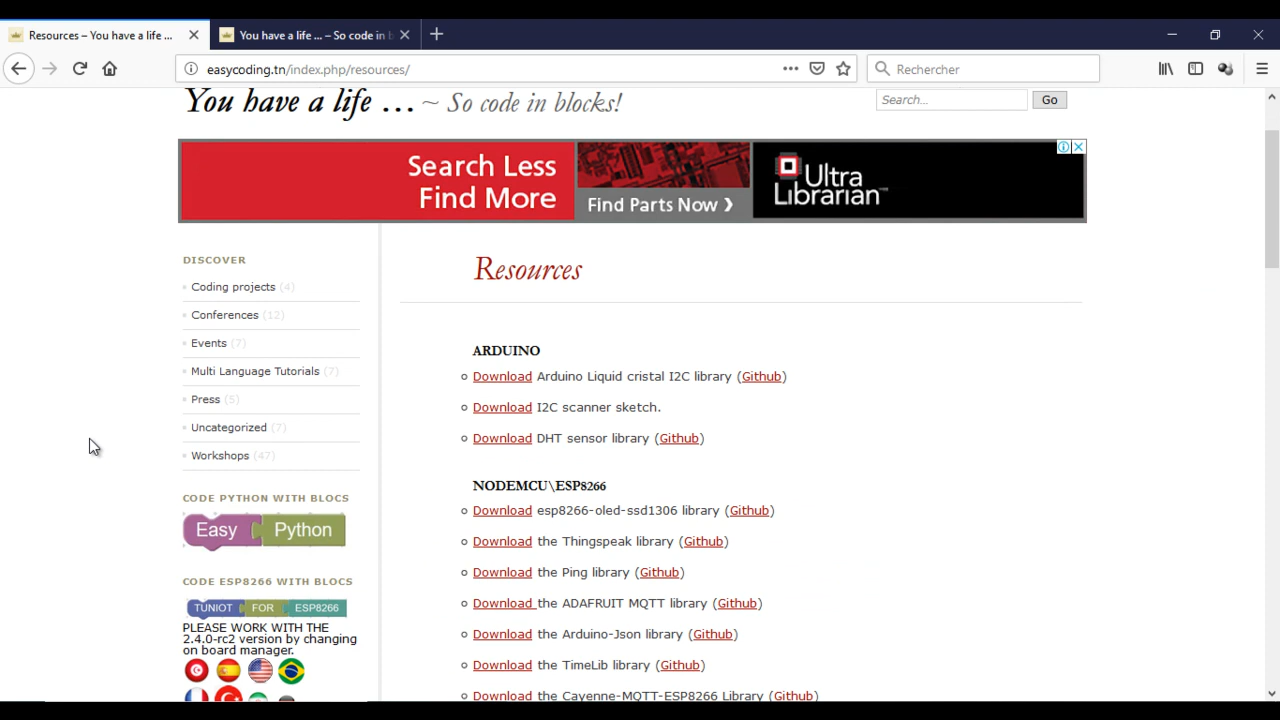 Resources – You have a life ...
You have a life ... – So code in b
easycoding.tn/index.php/resources/
Rechercher
You have a life ... ~ So code in blocks!
Search...
Go
Search Less
Find More
Find Parts Now ❯
Ultra
Librarian
DISCOVER
Coding projects (4)
Conferences (12)
Events (7)
Multi Language Tutorials (7)
Press (5)
Uncategorized (7)
Workshops (47)
CODE PYTHON WITH BLOCS
Easy Python
CODE ESP8266 WITH BLOCS
TUNIOT FOR ESP8266
PLEASE WORK WITH THE
2.4.0-rc2 version by changing
on board manager.
Resources
ARDUINO
Download Arduino Liquid cristal I2C library (Github)
Download I2C scanner sketch.
Download DHT sensor library (Github)
NODEMCU\ESP8266
Download esp8266-oled-ssd1306 library (Github)
Download the Thingspeak library (Github)
Download the Ping library (Github)
Download the ADAFRUIT MQTT library (Github)
Download the Arduino-Json library (Github)
Download the TimeLib library (Github)
Download the Cayenne-MQTT-ESP8266 Library (Github)